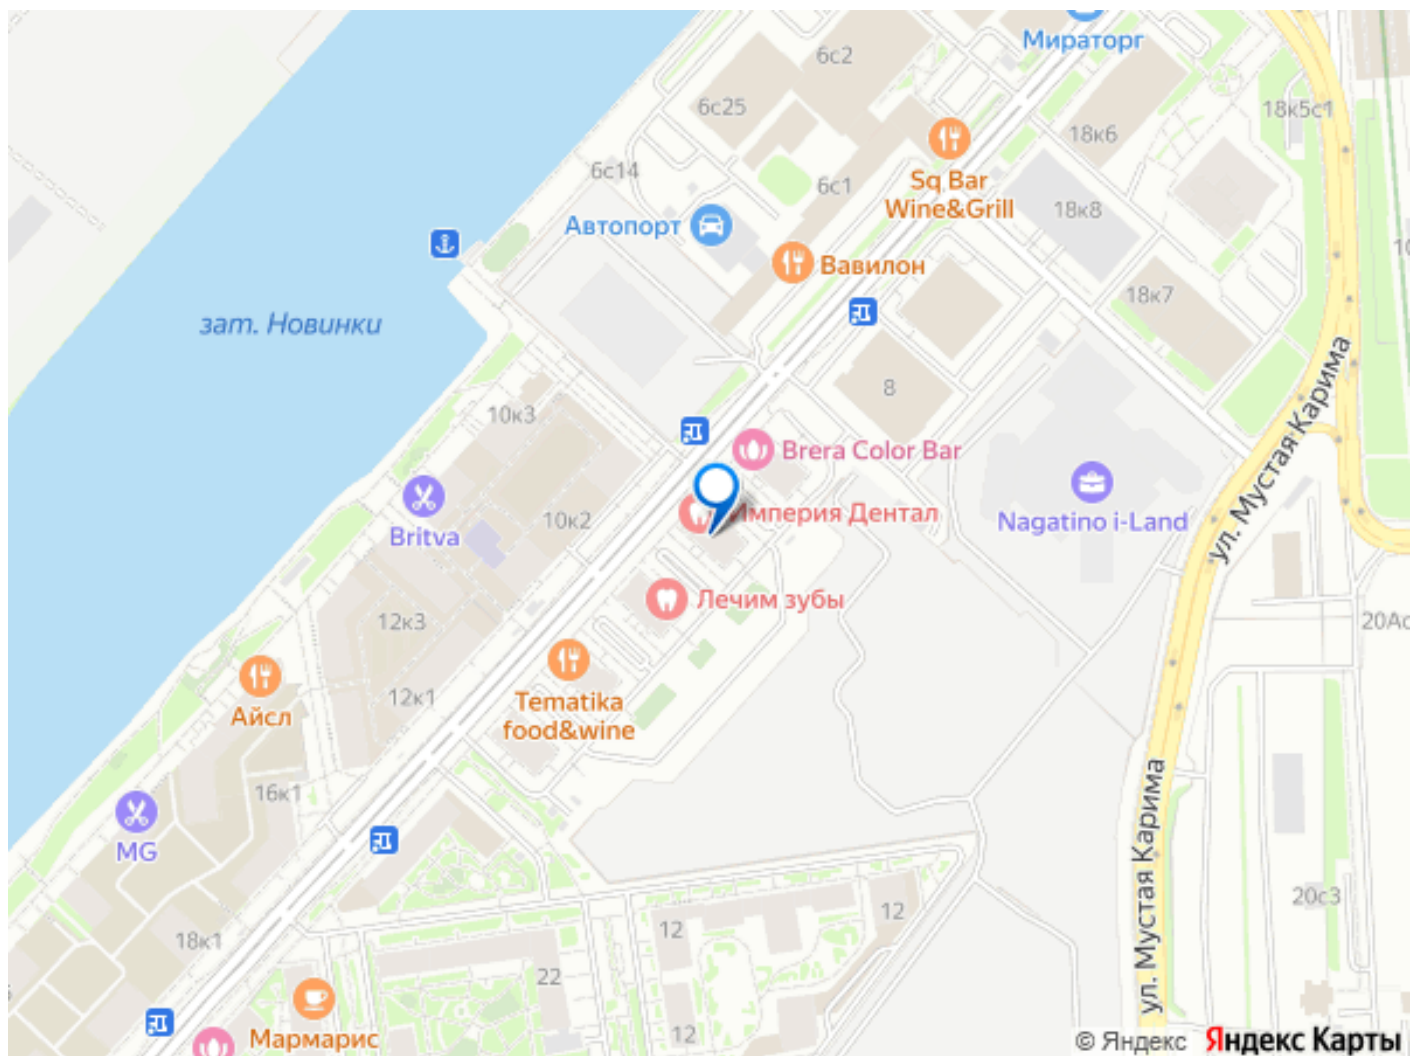 Мираторг
6с2
6с25
18к5с1
18к6
6с14
6с1
Sq Bar
Wine&Grill
18к8
Автопорт
Вавилон
зат. Новинки
18к7
8
10к3
ул. Мустая Карима
Brera Color Bar
Империя Дентал
10к2
Nagatino i-Land
Britva
Лечим зубы
12к3
Tematika
food&wine
12к1
Айсл
16к1
MG
ул. Мустая Карима
20с3
12
12
18к1
22
12
Мармарис
© Яндекс Яндекс Карты